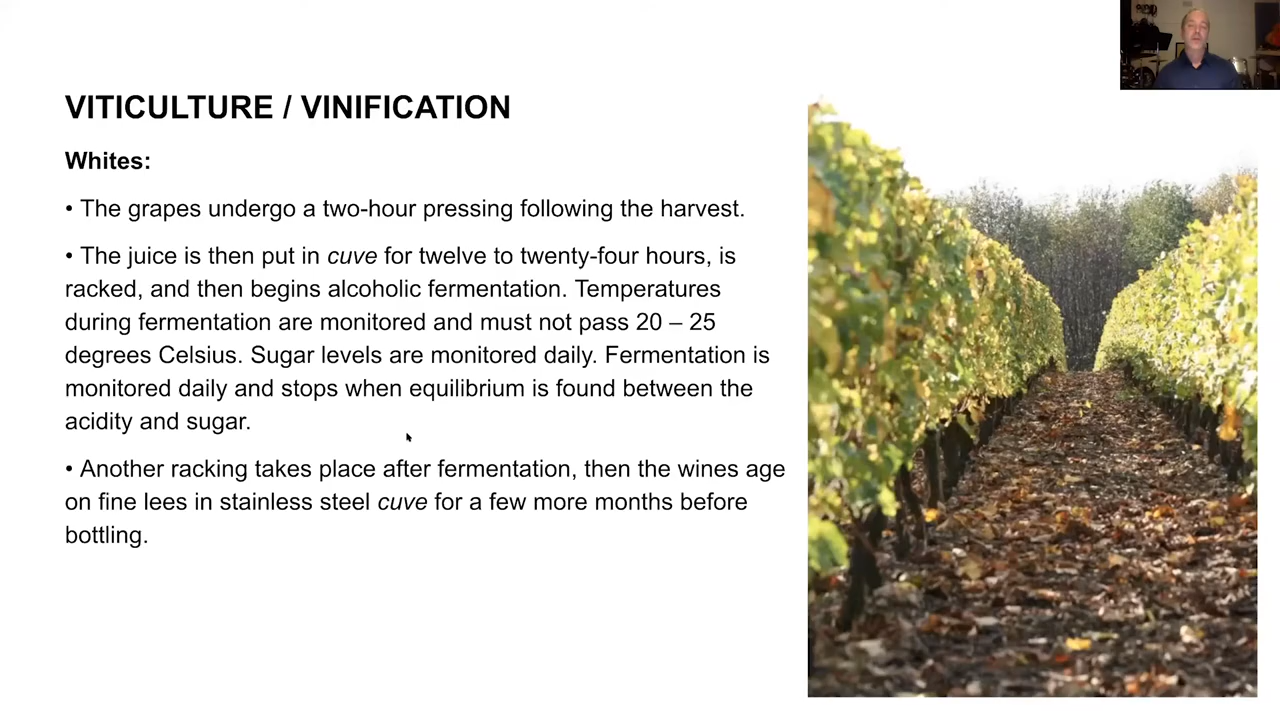 VITICULTURE / VINIFICATION
Whites:
• The grapes undergo a two-hour pressing following the harvest.
• The juice is then put in cuve for twelve to twenty-four hours, is
racked, and then begins alcoholic fermentation. Temperatures
during fermentation are monitored and must not pass 20 – 25
degrees Celsius. Sugar levels are monitored daily. Fermentation is
monitored daily and stops when equilibrium is found between the
acidity and sugar.
• Another racking takes place after fermentation, then the wines age
on fine lees in stainless steel cuve for a few more months before
bottling.